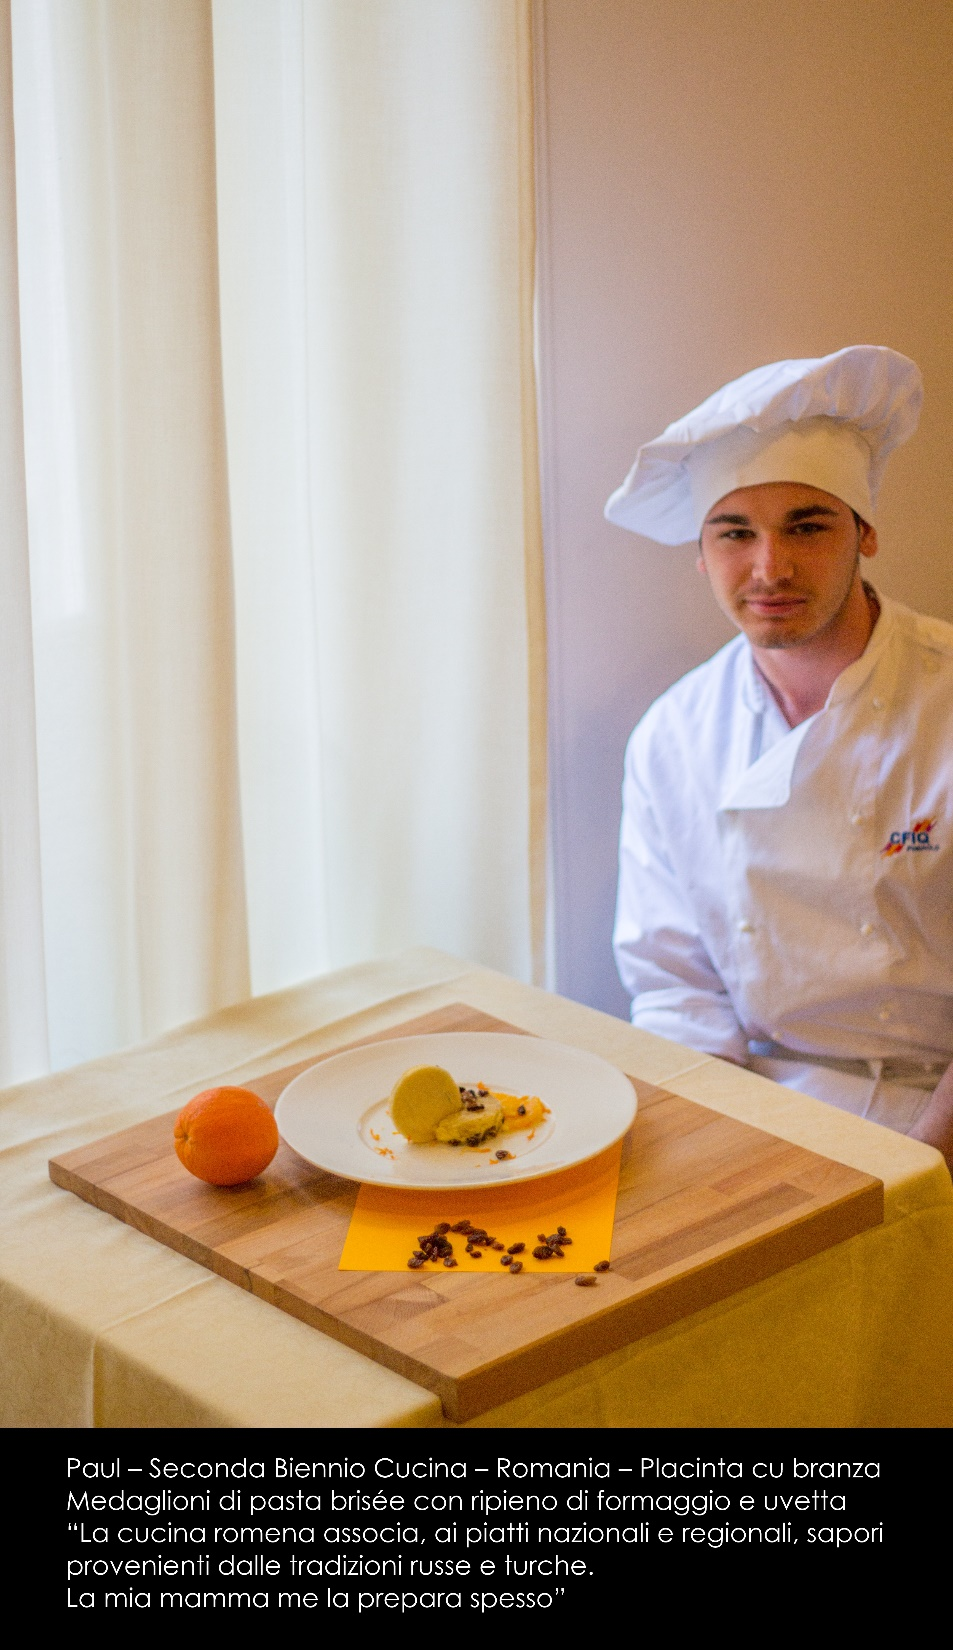 CFIQ
Paul – Seconda Biennio Cucina – Romania – Placinta cu branza
Medaglioni di pasta brisée con ripieno di formaggio e uvetta
“La cucina romena associa, ai piatti nazionali e regionali, sapori
provenienti dalle tradizioni russe e turche.
La mia mamma me la prepara spesso”